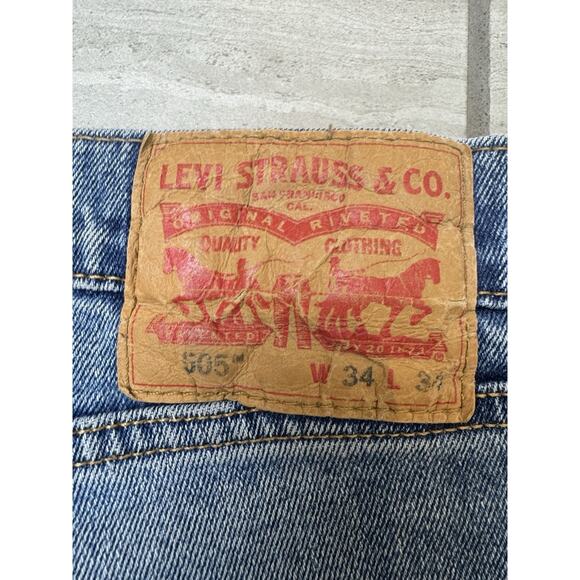 LEVI STRAUSS & CO.
SAN FRANCISCO
CAL.
ORIGINAL RIVETED
QUALITY CLOTHING
505™ W 34 L 34